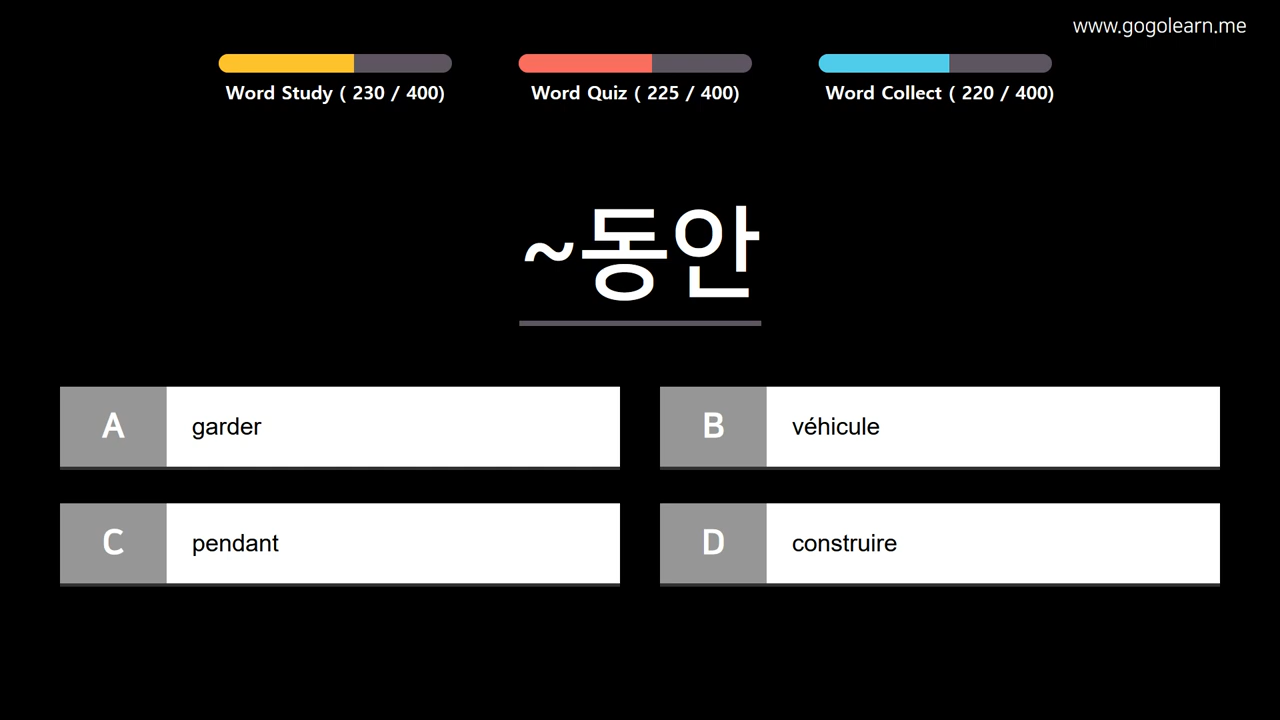 www.gogolearn.me
Word Study ( 230 / 400)
Word Quiz ( 225 / 400)
Word Collect ( 220 / 400)
~동안
A garder
B véhicule
C pendant
D construire